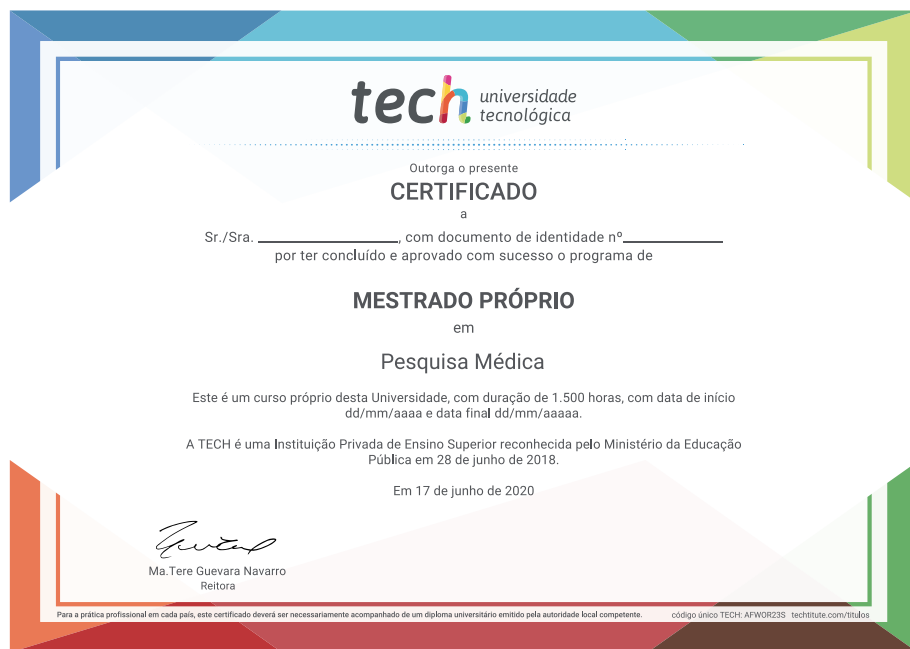 tech universidade
tecnológica
Outorga o presente
CERTIFICADO
a
Sr./Sra. ____________________, com documento de identidade nº______________
por ter concluído e aprovado com sucesso o programa de
MESTRADO PRÓPRIO
em
Pesquisa Médica
Este é um curso próprio desta Universidade, com duração de 1.500 horas, com data de início
dd/mm/aaaa e data final dd/mm/aaaaa.
A TECH é uma Instituição Privada de Ensino Superior reconhecida pelo Ministério da Educação
Pública em 28 de junho de 2018.
Em 17 de junho de 2020
Ma.Tere Guevara Navarro
Reitora
Para a prática profissional em cada país, este certificado deverá ser necessariamente acompanhado de um diploma universitário emitido pela autoridade local competente.
código único TECH: AFWOR23S techtitute.com/titulos